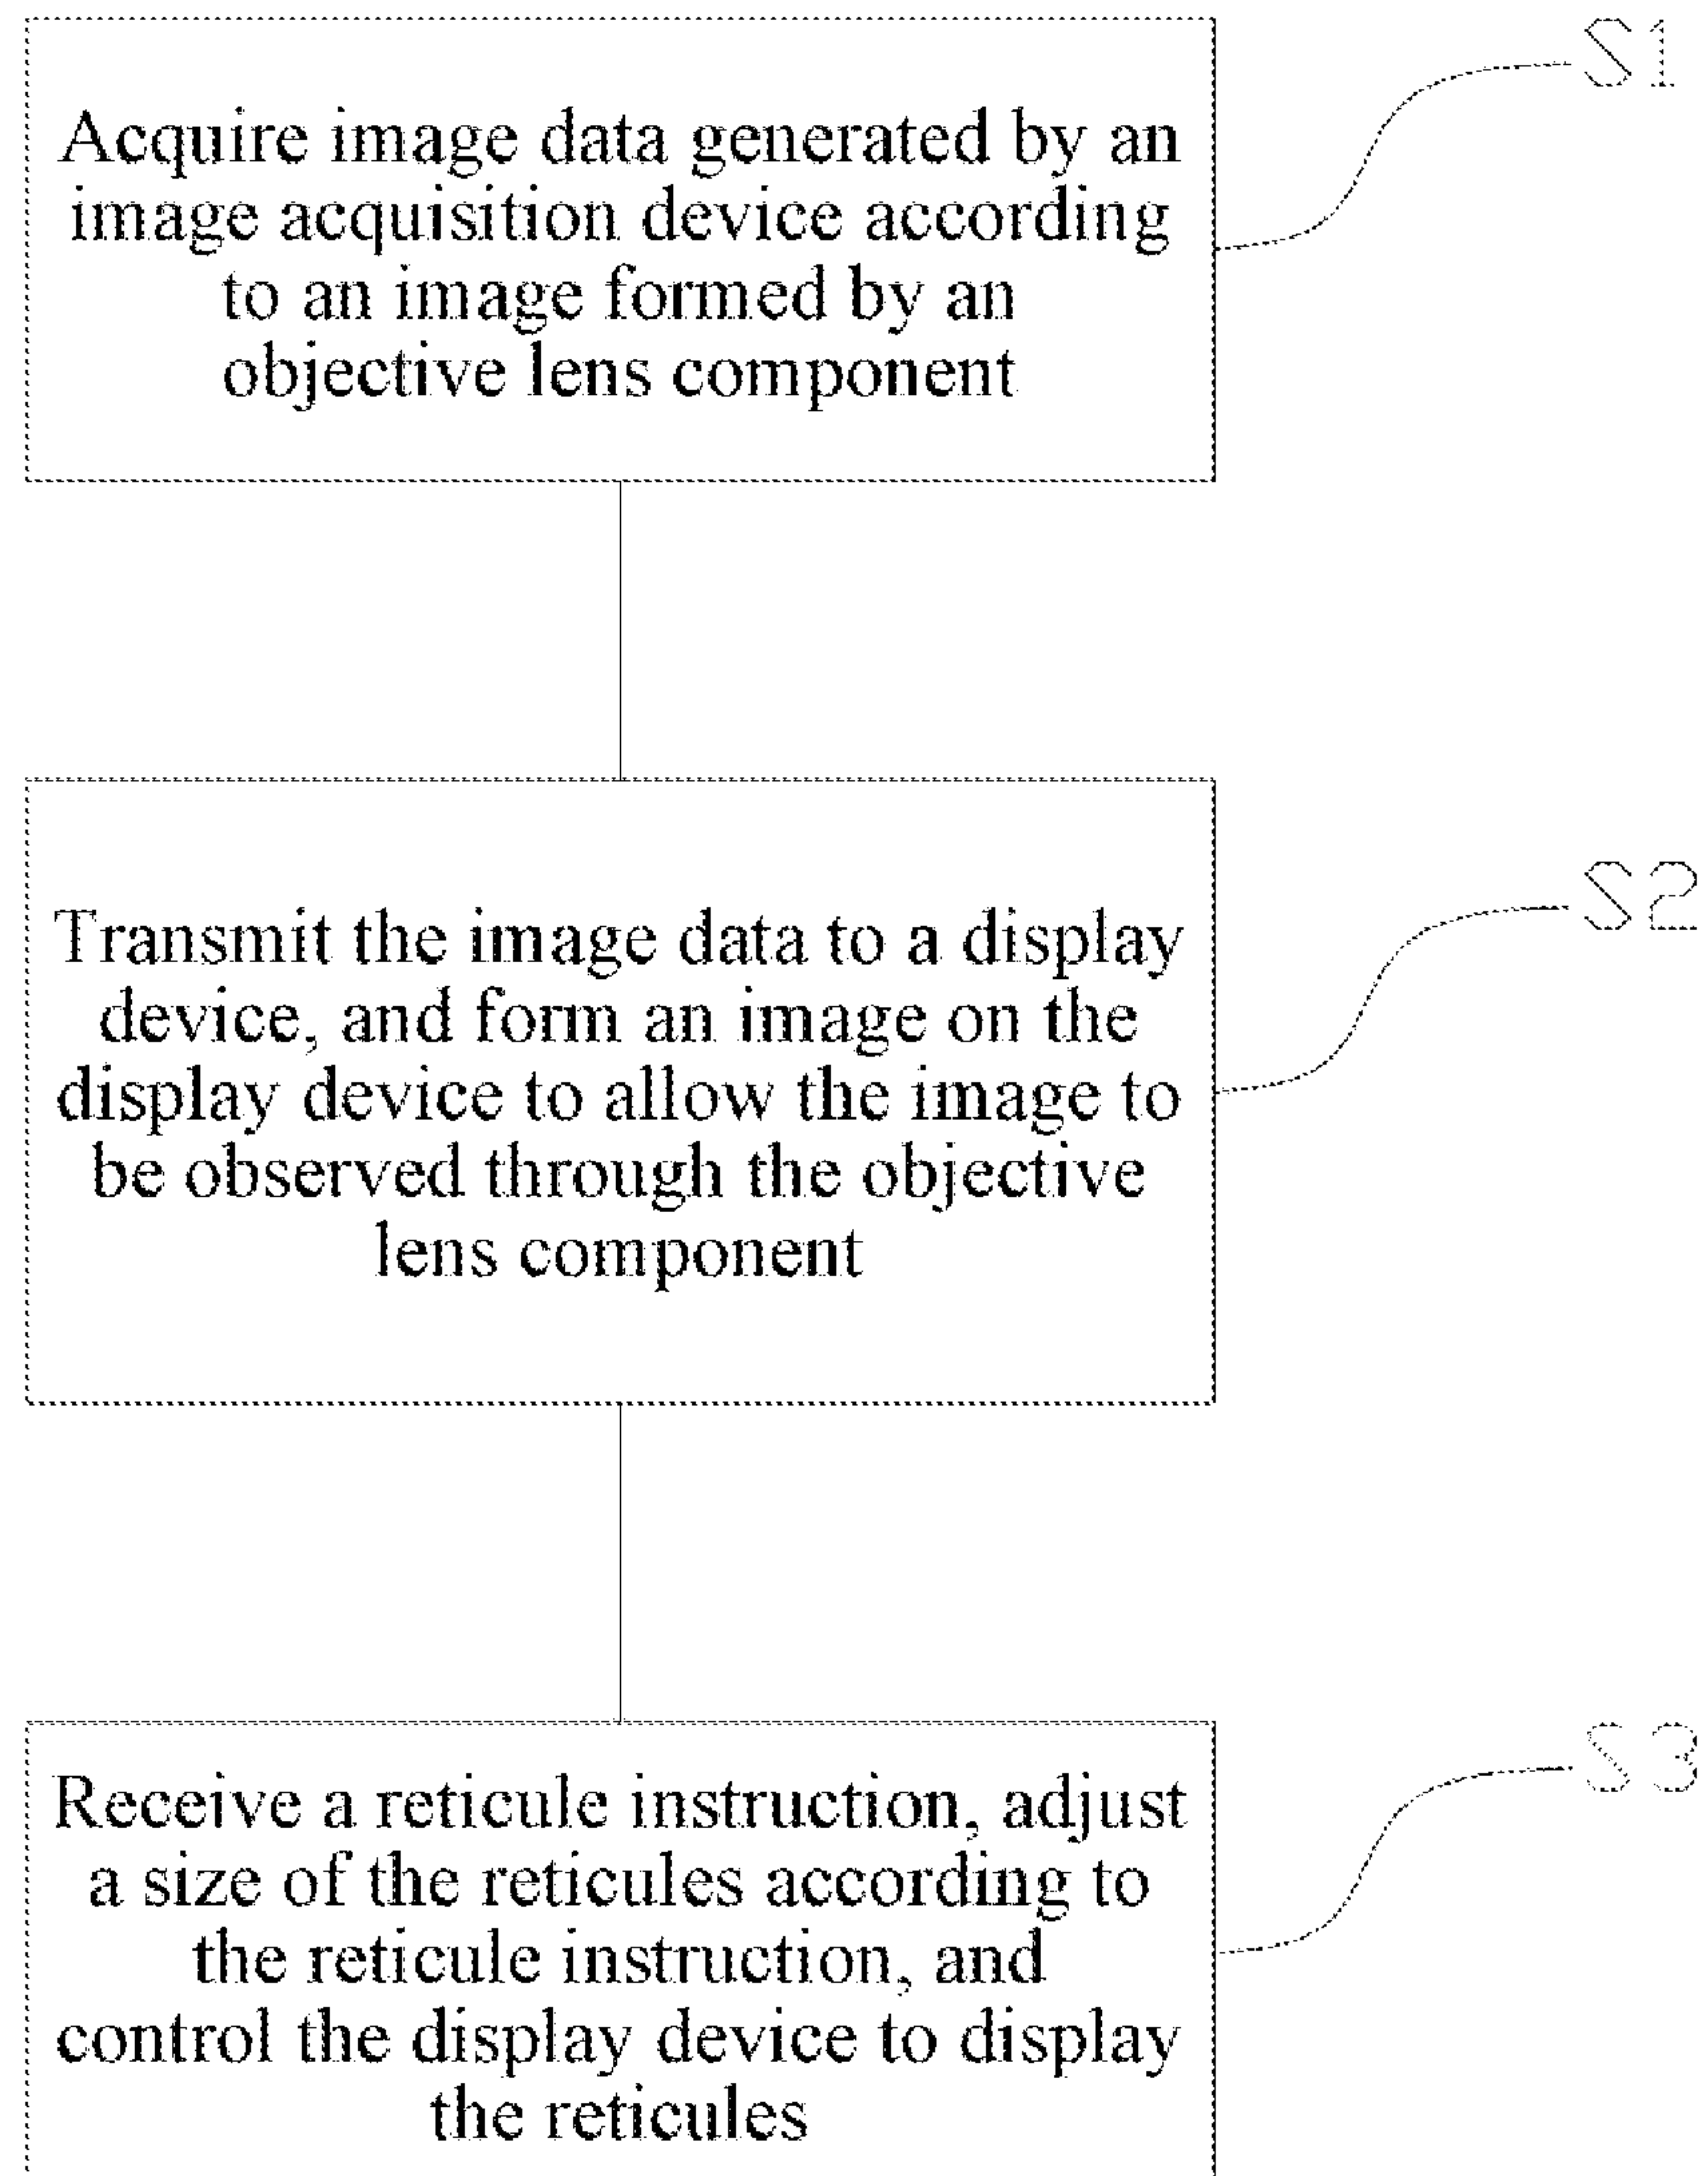 S1
Acquire image data generated by an
image acquisition device according
to an image formed by an
objective lens component
S2
Transmit the image data to a display
device, and form an image on the
display device to allow the image to
be observed through the objective
lens component
S3
Receive a reticule instruction, adjust
a size of the reticules according to
the reticule instruction, and
control the display device to display
the reticules